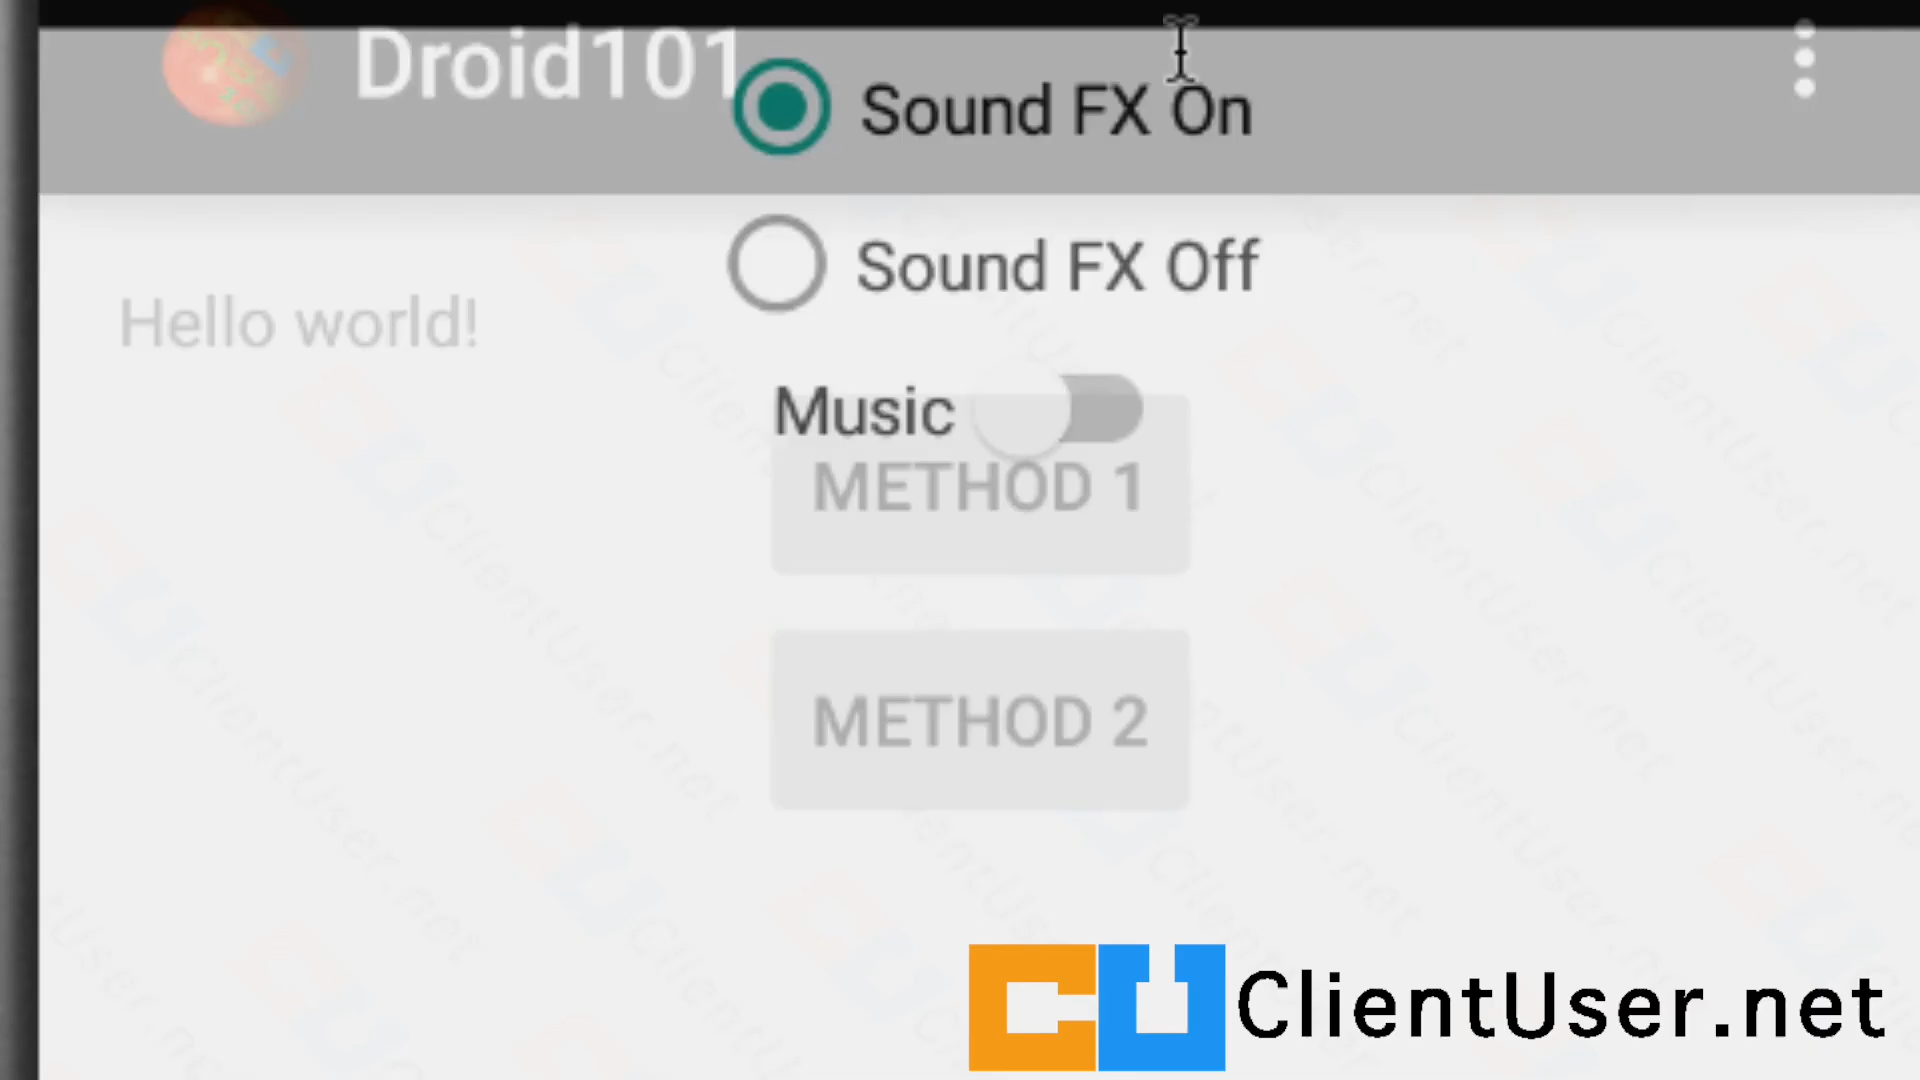 Droid101
Sound FX On
Sound FX Off
Hello world!
Music
METHOD 1
METHOD 2
ClientUser.net